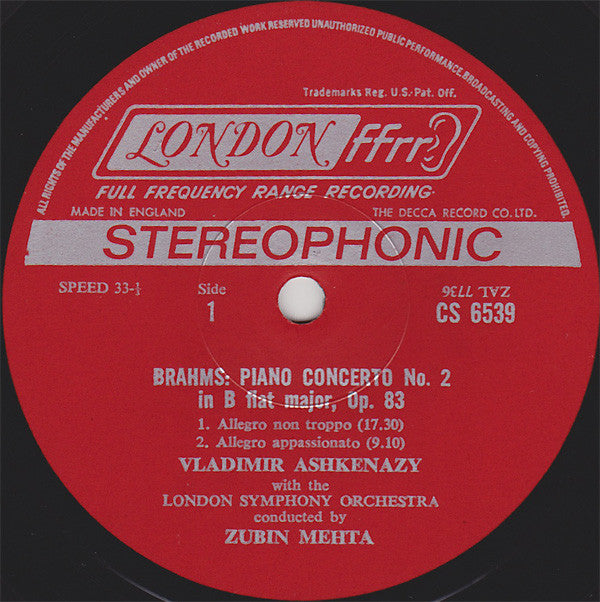 ALL RIGHTS OF THE MANUFACTURERS AND OWNER OF THE RECORDED WORK RESERVED UNAUTHORIZED PUBLIC PERFORMANCE, BROADCASTING AND COPYING PROHIBITED.
Trademarks Reg. U.S. Pat. Off.
LONDON ffrr
FULL FREQUENCY RANGE RECORDING
MADE IN ENGLAND THE DECCA RECORD CO. LTD.
STEREOPHONIC
SPEED 33-⅓ Side ZAL 7736
1 CS 6539
BRAHMS: PIANO CONCERTO No. 2
in B flat major, Op. 83
1. Allegro non troppo (17.30)
2. Allegro appassionato (9.10)
VLADIMIR ASHKENAZY
with the
LONDON SYMPHONY ORCHESTRA
conducted by
ZUBIN MEHTA